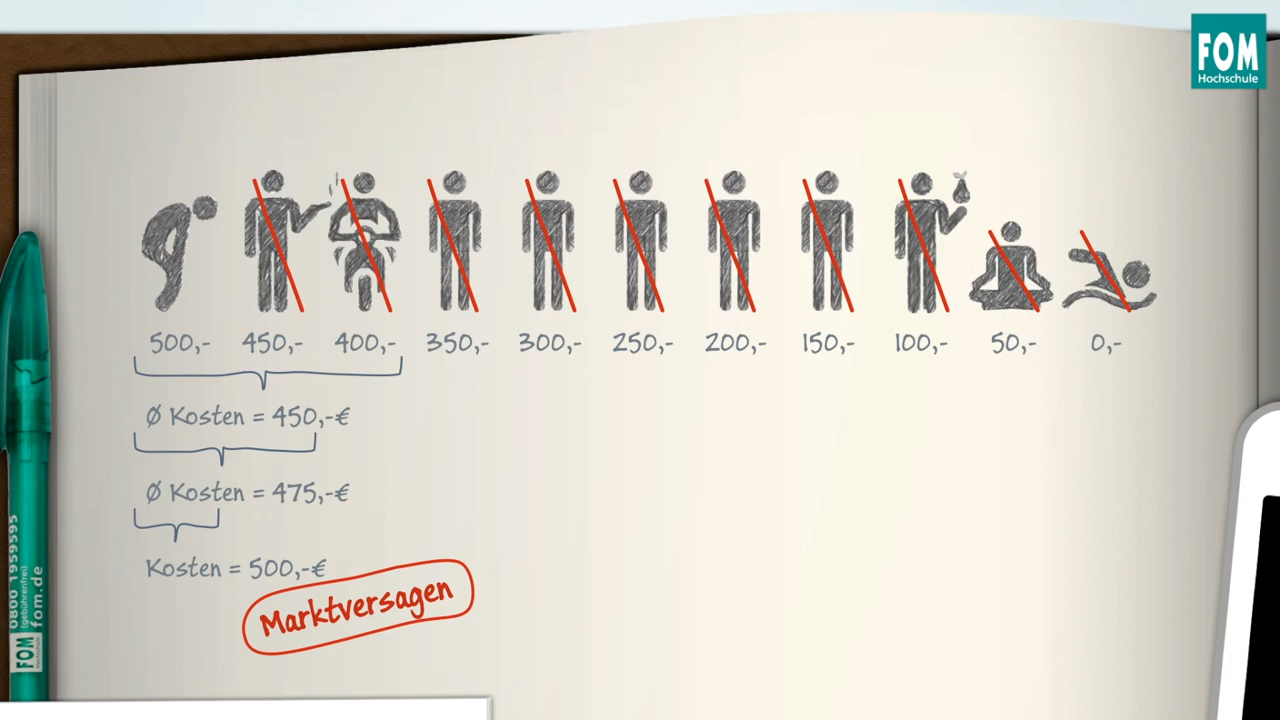 FOM
Hochschule
500,- 450,- 400,- 350,- 300,- 250,- 200,- 150,- 100,- 50,- 0,-
Ø Kosten = 450,-€
Ø Kosten = 475,-€
Kosten = 500,-€
Marktversagen
0800 1959595
(gebührenfrei)
fom.de
FOM
Hochschule